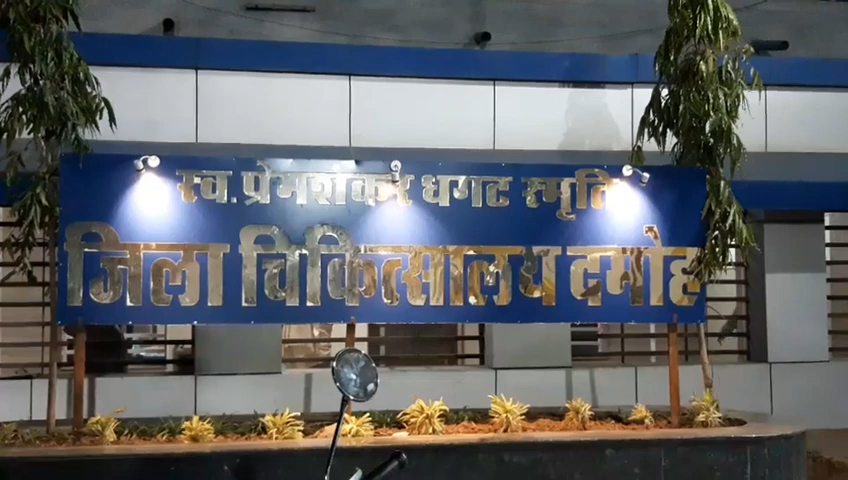 स्व. प्रेमशंकर धगट स्मृति
जिला चिकित्सालय दमोह